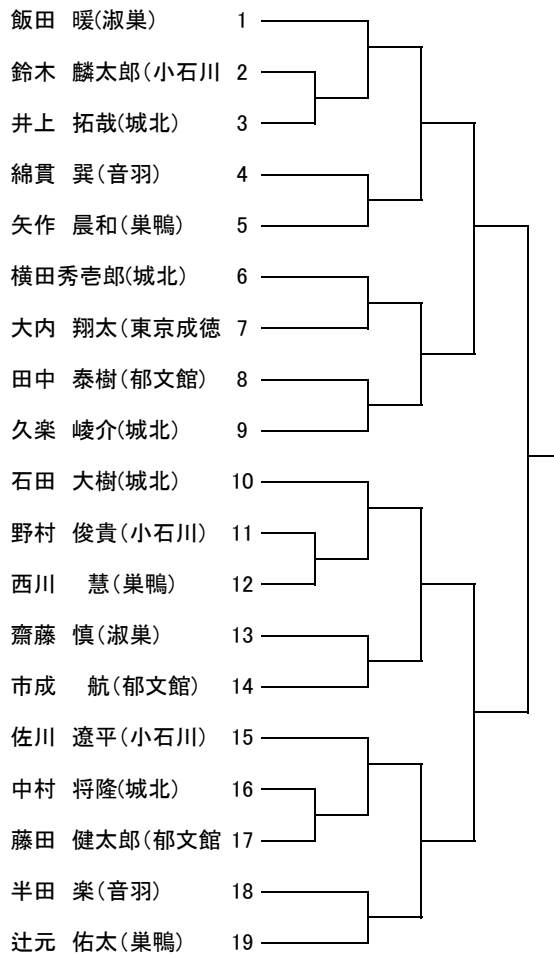 飯田　暖(淑巣)　1
鈴木　麟太郎(小石川　2
井上　拓哉(城北)　3
綿貫　巽(音羽)　4
矢作　晨和(巣鴨)　5
横田秀壱郎(城北)　6
大内　翔太(東京成徳　7
田中　泰樹(郁文館)　8
久楽　崚介(城北)　9
石田　大樹(城北)　10
野村　俊貴(小石川)　11
西川　慧(巣鴨)　12
齋藤　慎(淑巣)　13
市成　航(郁文館)　14
佐川　遼平(小石川)　15
中村　将隆(城北)　16
藤田　健太郎(郁文館　17
半田　楽(音羽)　18
辻元　佑太(巣鴨)　19